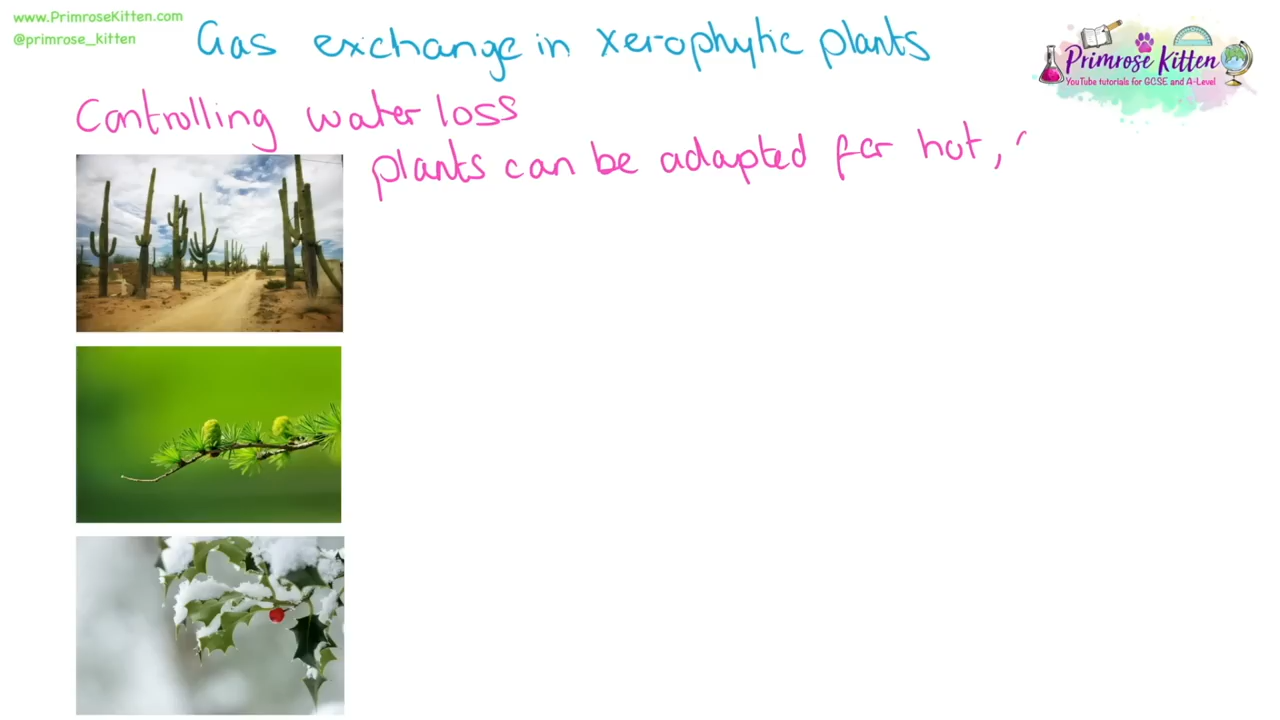 www.PrimroseKitten.com
@primrose_kitten
Gas exchange in xerophytic plants
Primrose Kitten
YouTube tutorials for GCSE and A-Level
Controlling water loss
plants can be adapted for hot,